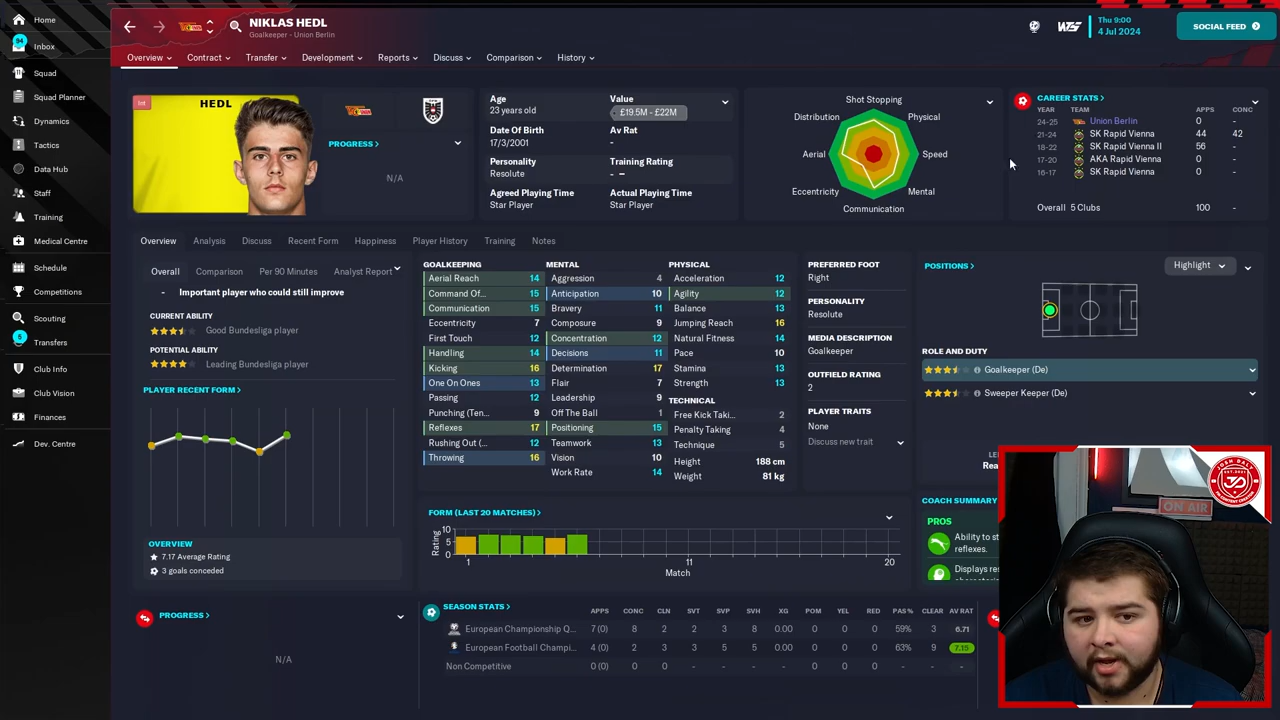 Home
94
Inbox
Squad
Squad Planner
Dynamics
Tactics
Data Hub
Staff
Training
Medical Centre
Schedule
Competitions
Scouting
5
Transfers
Club Info
Club Vision
Finances
Dev. Centre
NIKLAS HEDL
Goalkeeper - Union Berlin
Thu 9:00
4 Jul 2024
SOCIAL FEED
Overview Contract Transfer Development Reports Discuss Comparison History
Int
HEDL
PROGRESS
N/A
Age
23 years old
Value
£19.5M - £22M
Date Of Birth
17/3/2001
Av Rat
-
Personality
Resolute
Training Rating
- -
Agreed Playing Time
Star Player
Actual Playing Time
Star Player
Shot Stopping
Physical
Speed
Mental
Communication
Eccentricity
Aerial
Distribution
CAREER STATS
YEAR TEAM APPS CONC
24-25 Union Berlin 0 -
21-24 SK Rapid Vienna 44 42
18-22 SK Rapid Vienna II 56
17-20 AKA Rapid Vienna 0 -
16-17 SK Rapid Vienna 0 -
Overall 5 Clubs 100 -
Overview Analysis Discuss Recent Form Happiness Player History Training Notes
Overall Comparison Per 90 Minutes Analyst Report
- Important player who could still improve
CURRENT ABILITY
Good Bundesliga player
POTENTIAL ABILITY
Leading Bundesliga player
PLAYER RECENT FORM
OVERVIEW
7.17 Average Rating
3 goals conceded
GOALKEEPING
Aerial Reach 14
Command Of... 15
Communication 15
Eccentricity 7
First Touch 12
Handling 14
Kicking 16
One On Ones 13
Passing 12
Punching (Ten... 9
Reflexes 17
Rushing Out (... 12
Throwing 16
MENTAL
Aggression 4
Anticipation 10
Bravery 11
Composure 9
Concentration 12
Decisions 11
Determination 17
Flair 7
Leadership 9
Off The Ball 1
Positioning 15
Teamwork 13
Vision 10
Work Rate 14
PHYSICAL
Acceleration 12
Agility 12
Balance 13
Jumping Reach 16
Natural Fitness 14
Pace 10
Stamina 13
Strength 13
TECHNICAL
Free Kick Taki... 2
Penalty Taking 4
Technique 5
Height 188 cm
Weight 81 kg
PREFERRED FOOT
Right
PERSONALITY
Resolute
MEDIA DESCRIPTION
Goalkeeper
OUTFIELD RATING
2
PLAYER TRAITS
None
Discuss new trait
POSITIONS
Highlight
ROLE AND DUTY
Goalkeeper (De)
Sweeper Keeper (De)
COACH SUMMARY
PROS
Ability to st
reflexes.
Displays res
FORM (LAST 20 MATCHES)
Rating
10
5
0
1 11 20
Match
PROGRESS
N/A
SEASON STATS
APPS CONC CLN SVT SVP SVH XG POM YEL RED PAS% CLEAR AV RAT
European Championship Q... 7 (0) 8 2 2 3 8 0.00 0 0 0 59% 3 6.71
European Football Champi... 4 (0) 2 3 3 5 5 0.00 0 0 0 63% 9 7.15
Non Competitive 0 (0) 0 - - - - - 0 0 0 - - -
ON AIR
JOSH DALY
JD